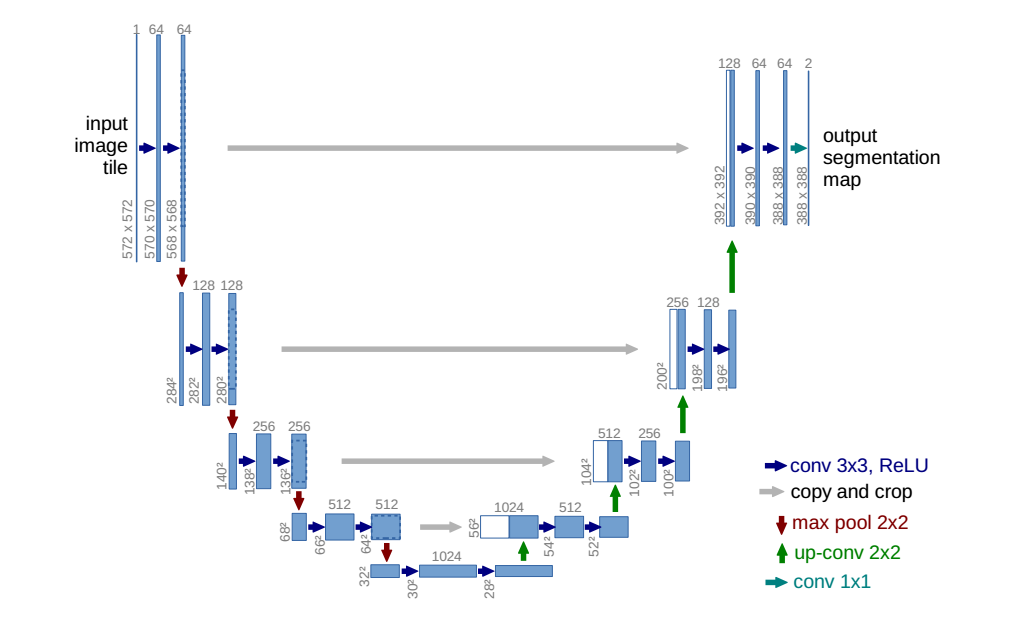 1 64 64
input
image
tile
572 x 572
570 x 570
568 x 568
128 64 64 2
output
segmentation
map
392 x 392
390 x 390
388 x 388
388 x 388
128 128
284²
282²
280²
256 128
200²
198²
196²
256 256
140²
138²
136²
512 256
104²
102²
100²
512 512
68²
66²
64²
1024 512
56²
54²
52²
1024
32²
30²
28²
conv 3x3, ReLU
copy and crop
max pool 2x2
up-conv 2x2
conv 1x1